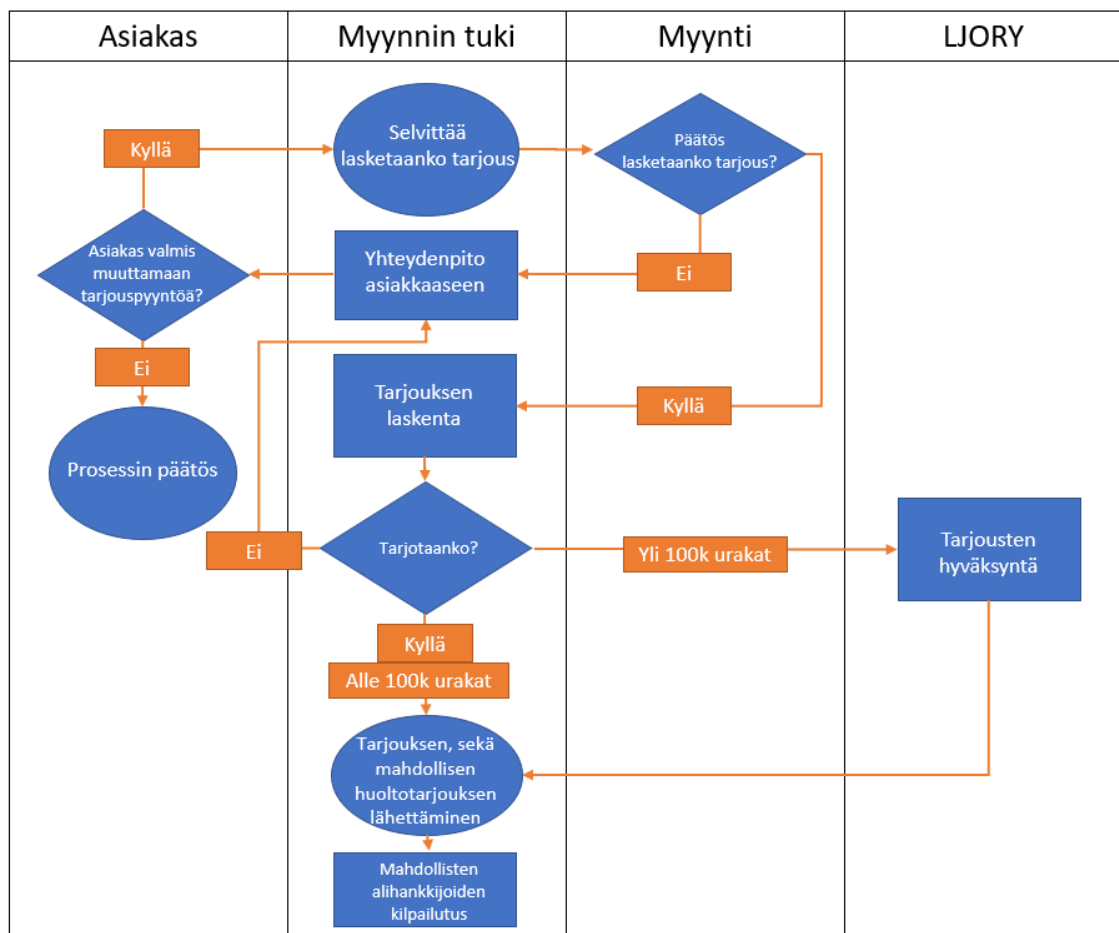 Asiakas
Myynnin tuki
Myynti
LJORY
Kyllä
Selvittää
lasketaanko tarjous
Päätös
lasketaanko tarjous?
Asiakas valmis
muuttamaan
tarjouspyyntöä?
Yhteydenpito
asiakkaaseen
Ei
Ei
Tarjouksen
laskenta
Kyllä
Prosessin päätös
Ei
Tarjotaanko?
Yli 100k urakat
Tarjousten
hyväksyntä
Kyllä
Alle 100k urakat
Tarjouksen, sekä
mahdollisen
huoltotarjouksen
lähettäminen
Mahdollisten
alihankkijoiden
kilpailutus